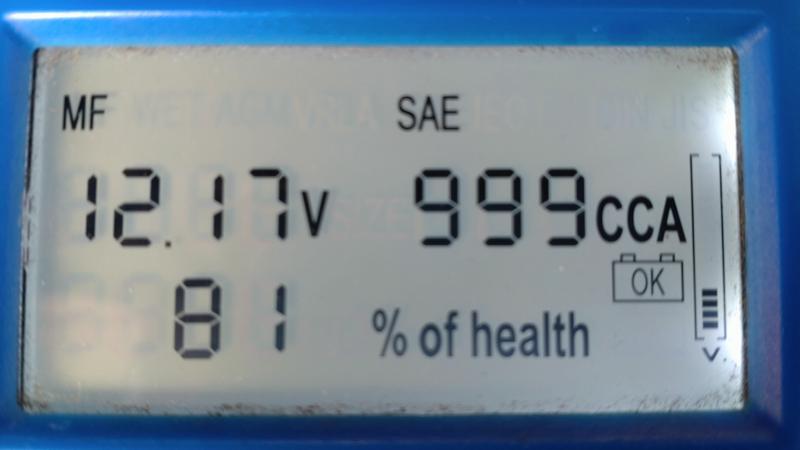 MF SAE
12.17V 999CCA
OK
81 % of health